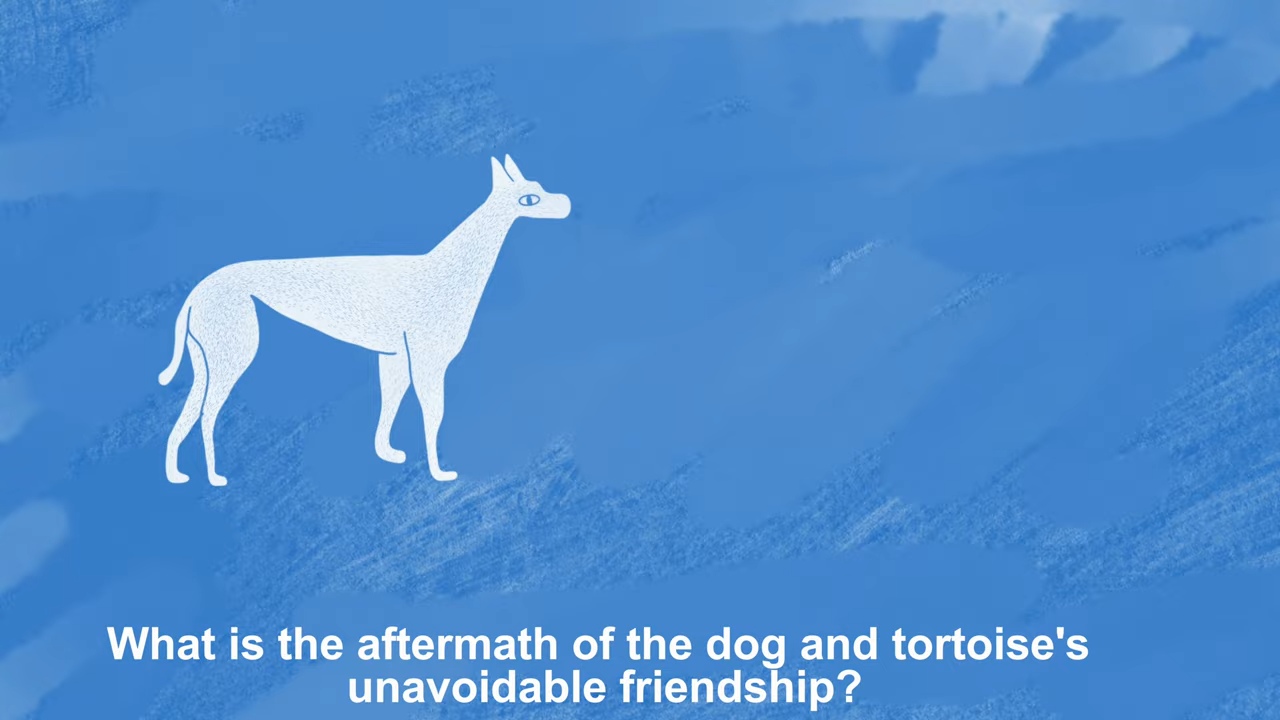 What is the aftermath of the dog and tortoise's
unavoidable friendship?